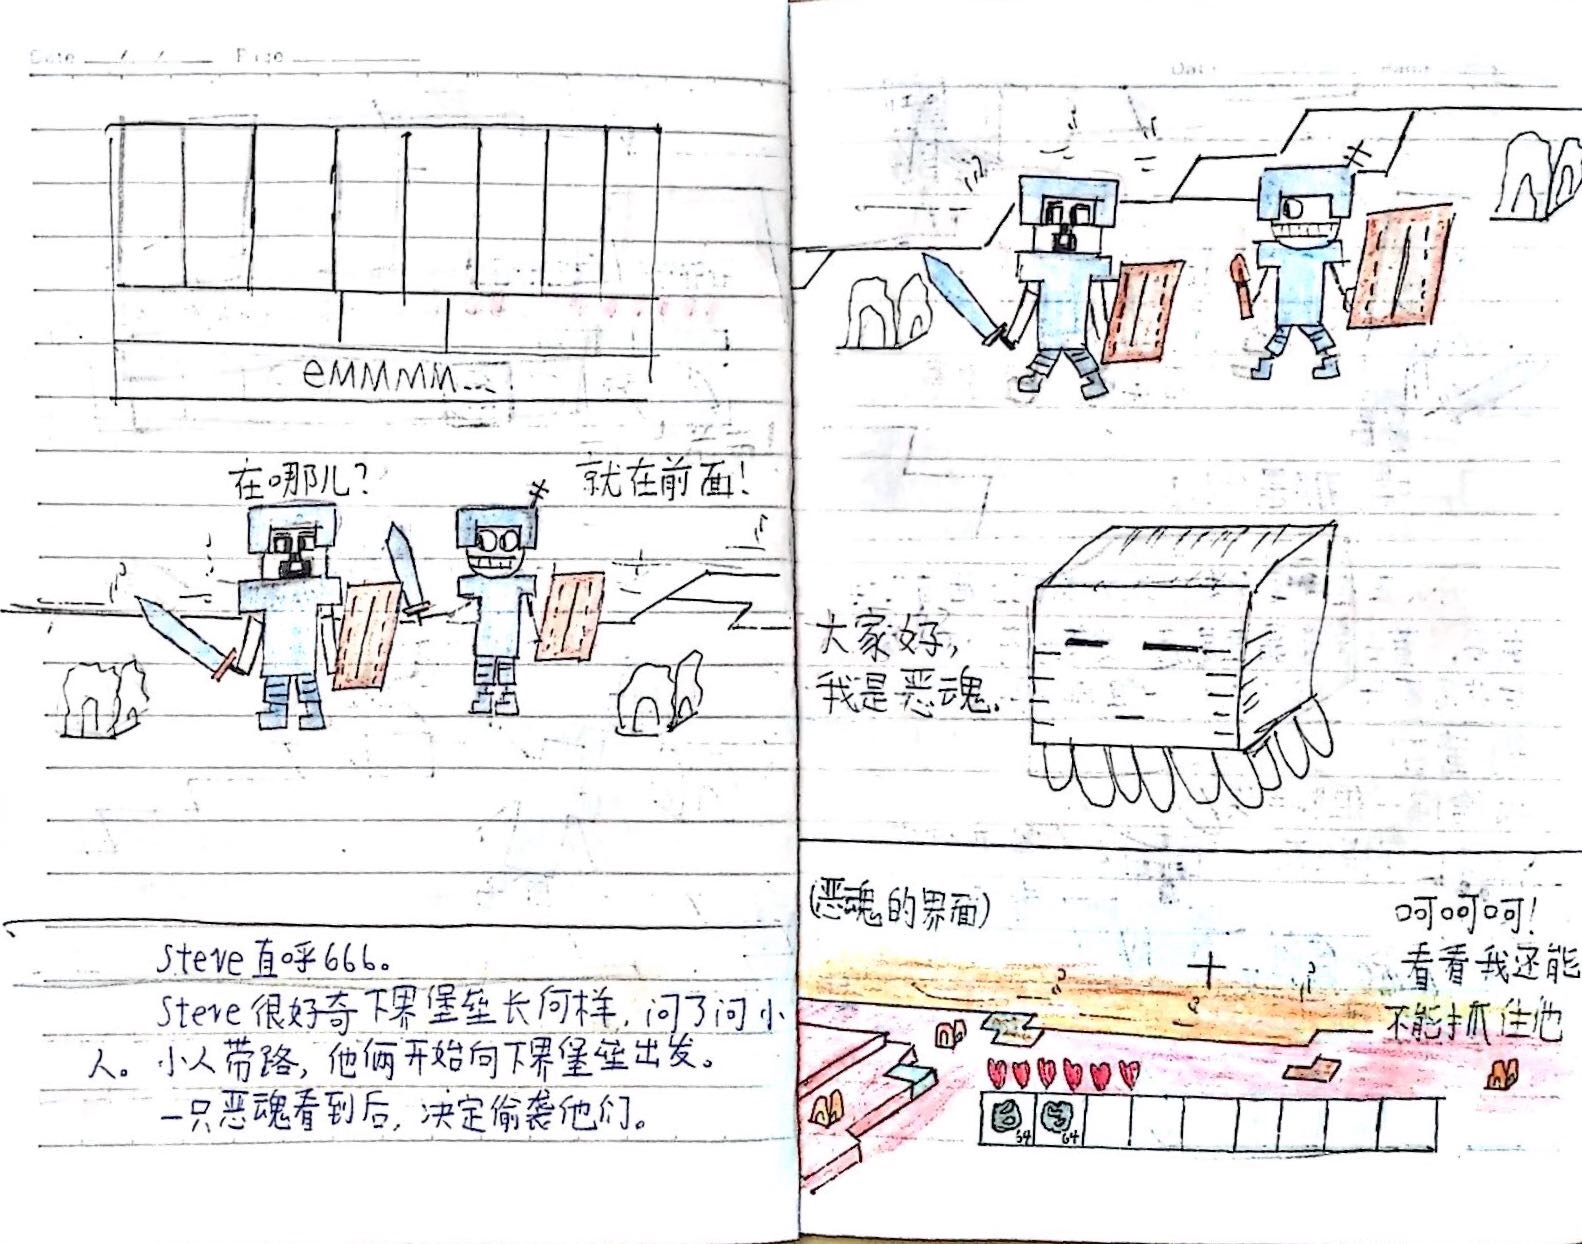 Date / / Page
eMMMM...
在哪儿?
就在前面!
Steve直呼666。
Steve很好奇下界堡垒长何样,问了问小
人。小人带路,他俩开始向下界堡垒出发。
一只恶魂看到后,决定偷袭他们。
大家好,
我是恶魂.
(恶魂的界面)
呵呵呵!
看看我还能
不能抓住他
64 64